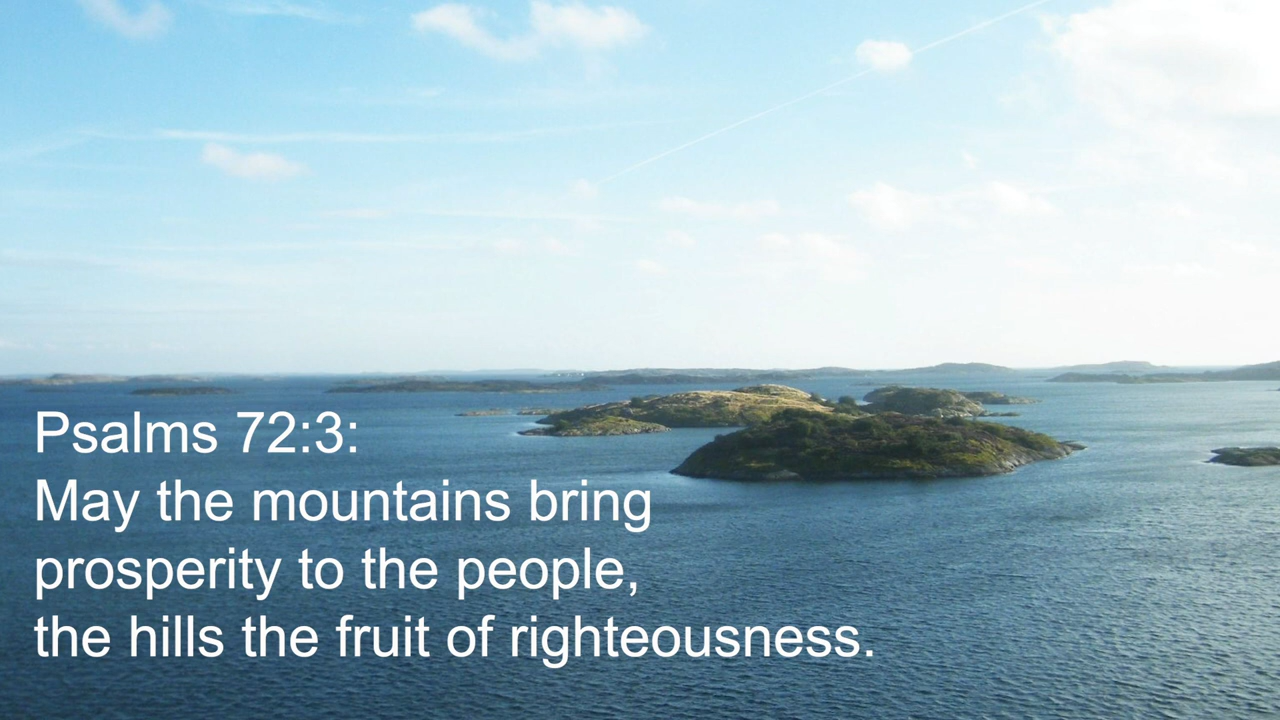 Psalms 72:3:
May the mountains bring
prosperity to the people,
the hills the fruit of righteousness.